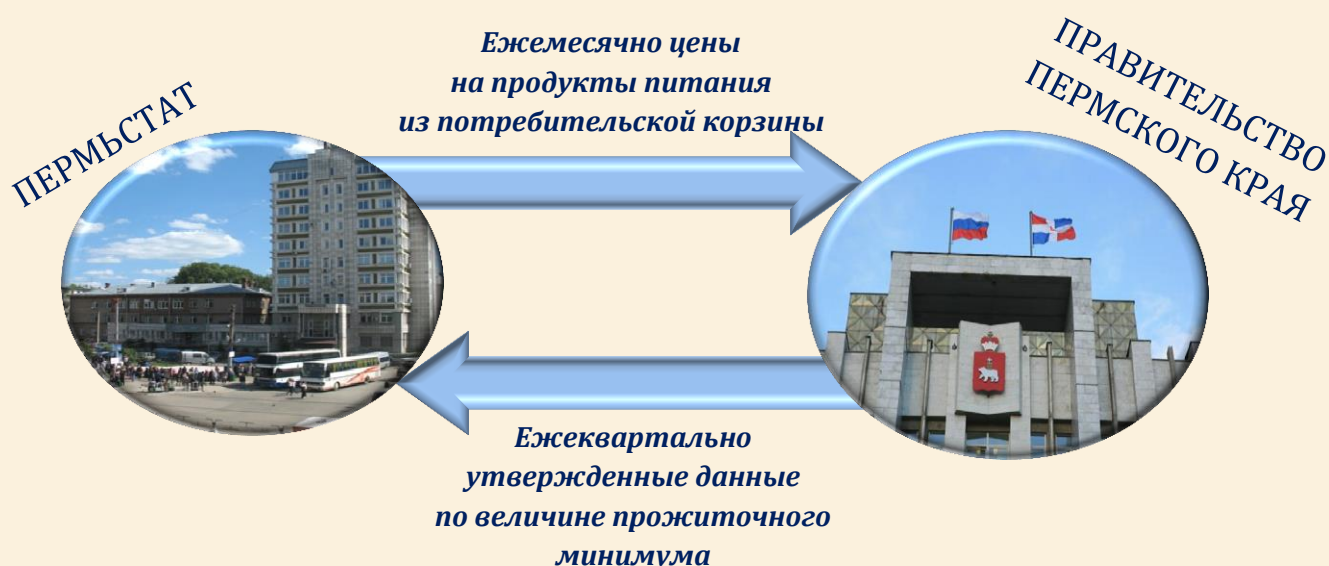 ПЕРМЬСТАТ
Ежемесячно цены
на продукты питания
из потребительской корзины
ПРАВИТЕЛЬСТВО
ПЕРМСКОГО КРАЯ
Ежеквартально
утвержденные данные
по величине прожиточного
минимума